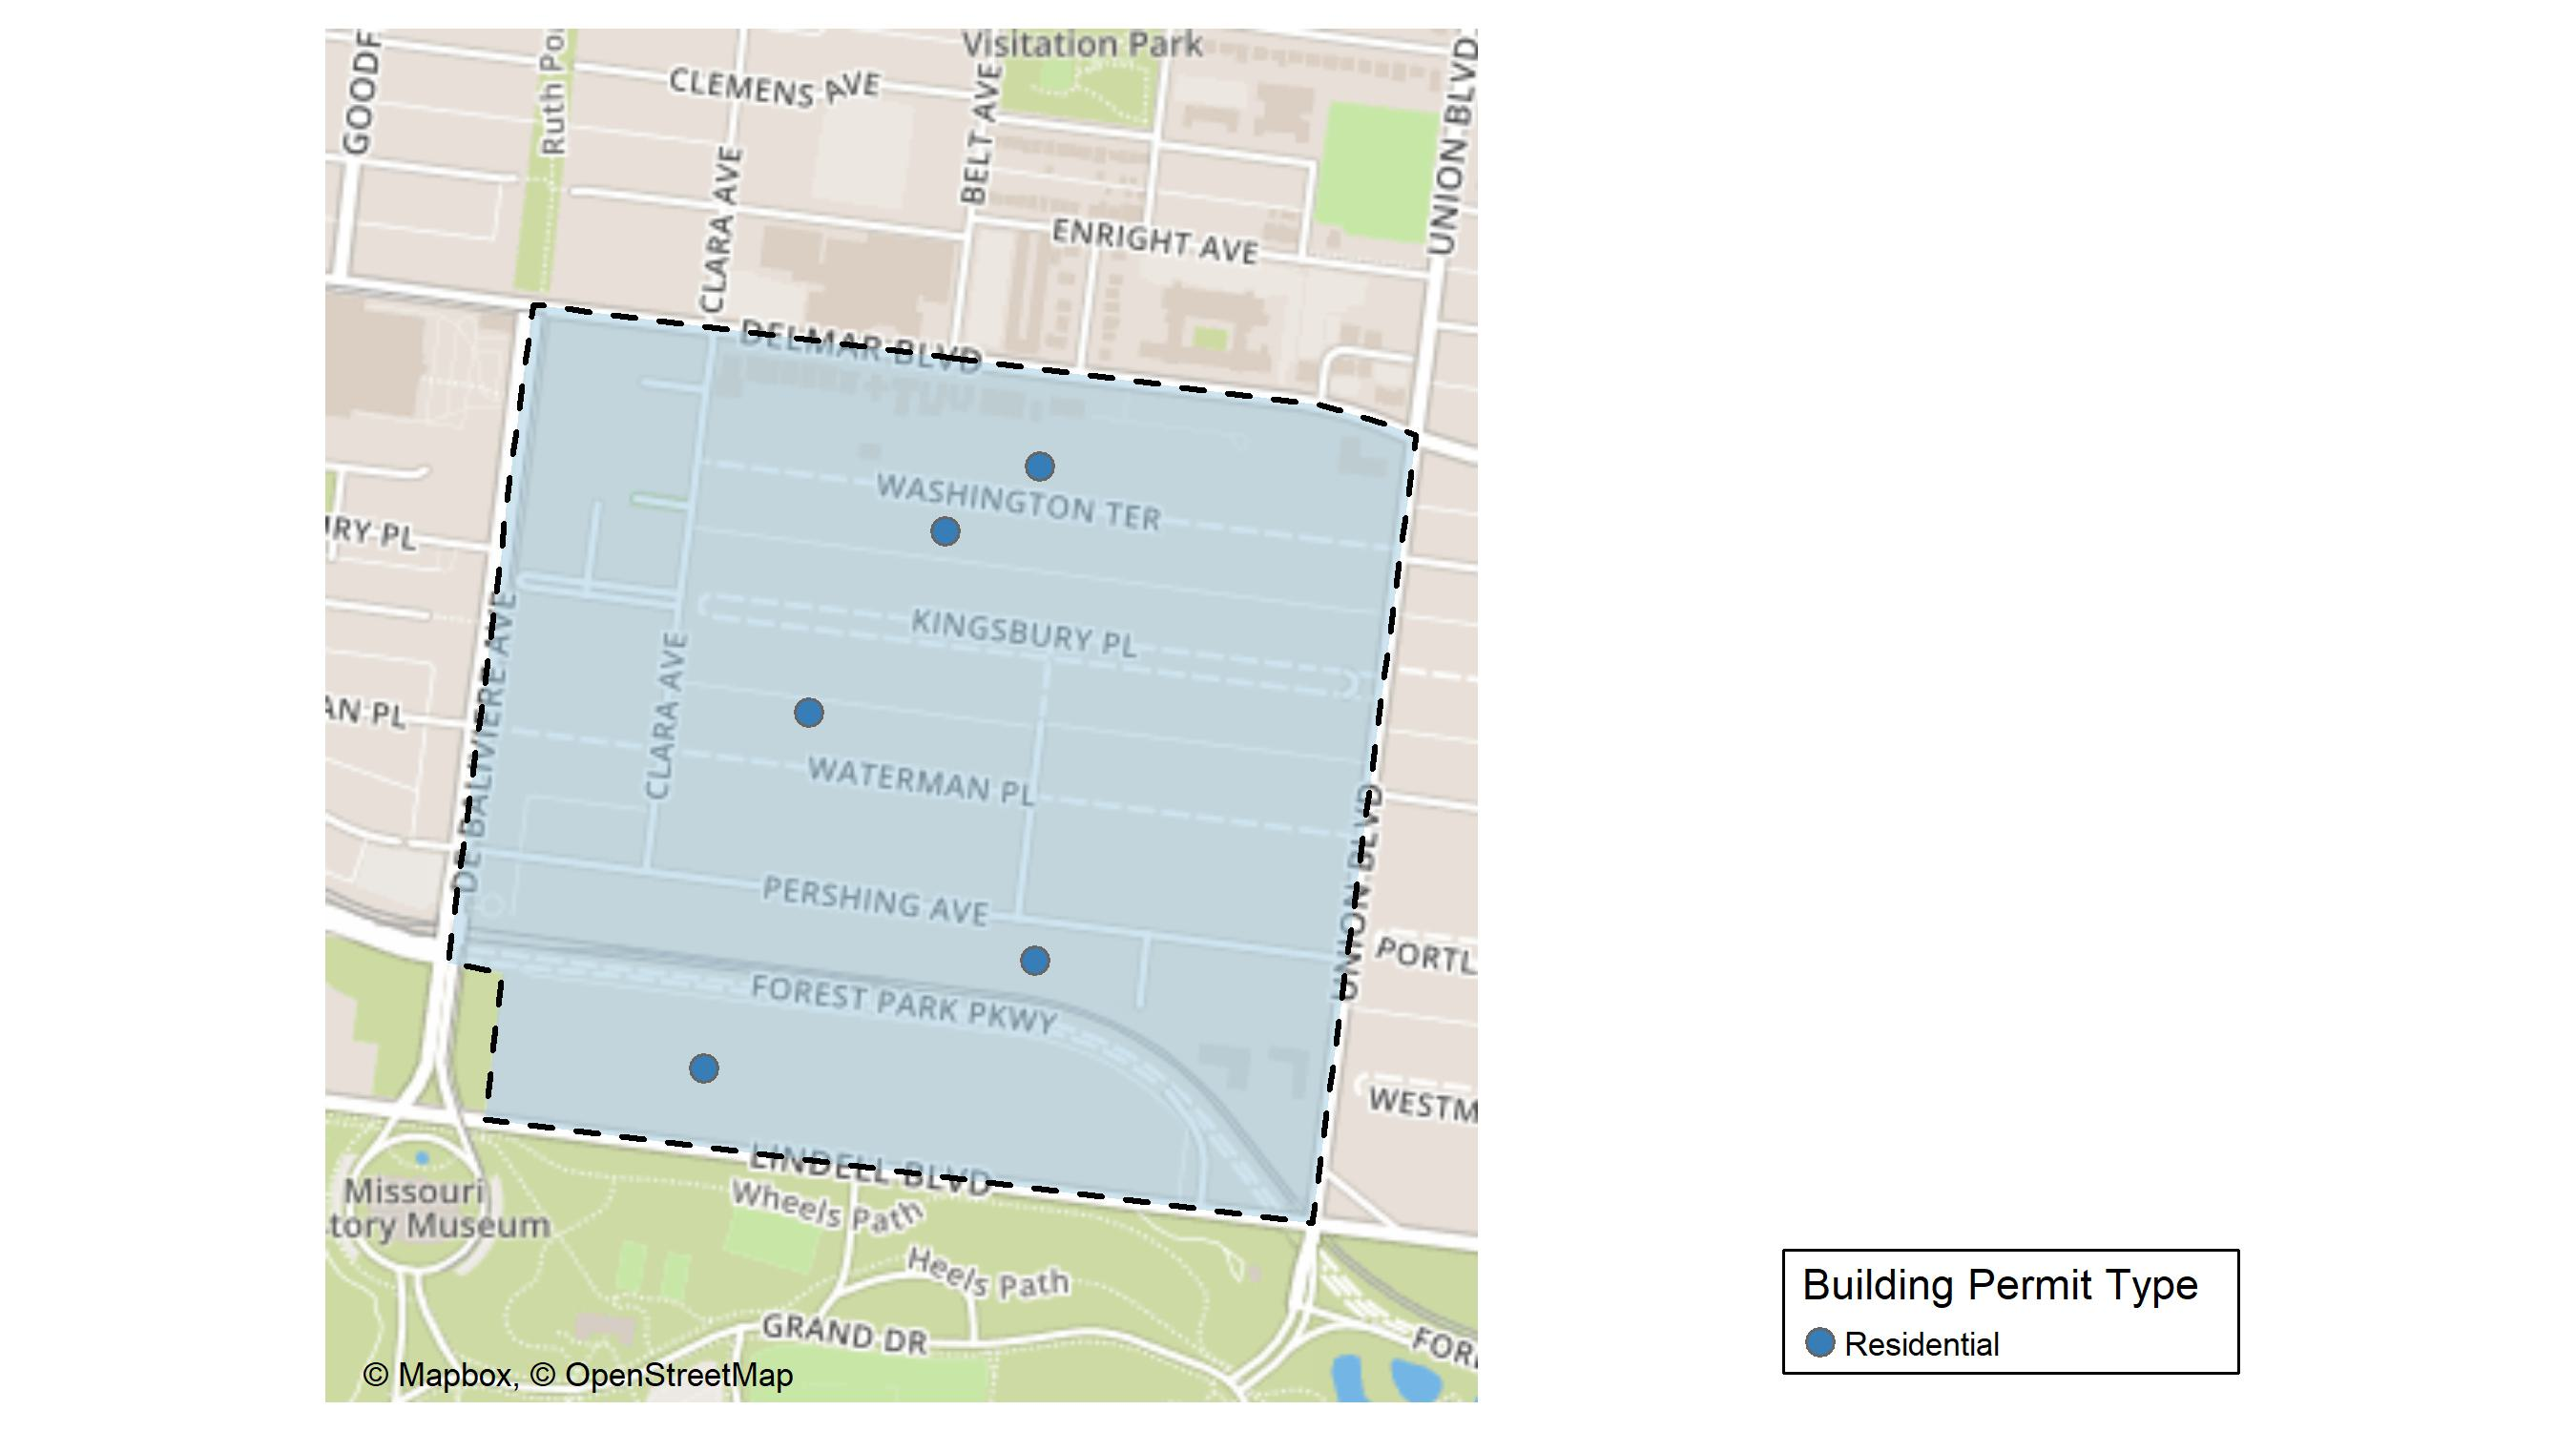 Visitation Park
GOODF
Ruth Po
CLEMENS AVE
BELT AVE
UNION BLVD
CLARA AVE
ENRIGHT AVE
DELMAR BLVD
WASHINGTON TER
RY PL
KINGSBURY PL
DE BALIVIERE AVE
CLARA AVE
AN PL
WATERMAN PL
UNION BLVD
PERSHING AVE
PORTL
FOREST PARK PKWY
WESTM
LINDELL BLVD
Missouri
tory Museum
Wheels Path
Heels Path
GRAND DR
FOR
© Mapbox, © OpenStreetMap
Building Permit Type
Residential